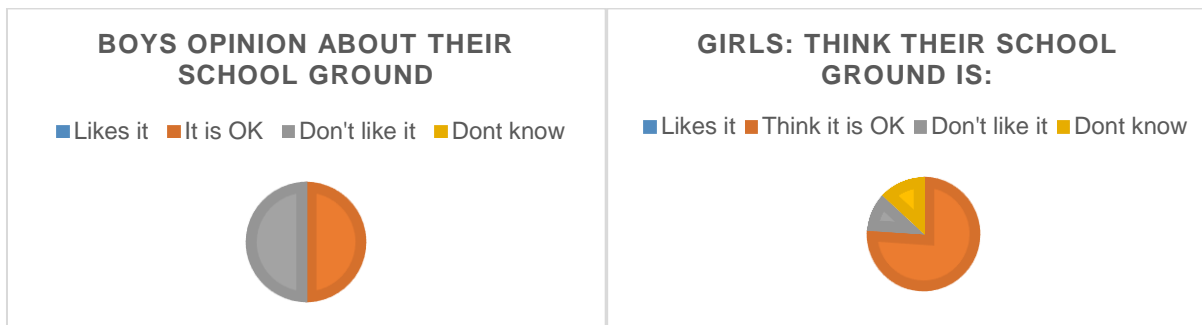 BOYS OPINION ABOUT THEIR
SCHOOL GROUND
Likes it It is OK Don't like it Dont know
GIRLS: THINK THEIR SCHOOL
GROUND IS:
Likes it Think it is OK Don't like it Dont know